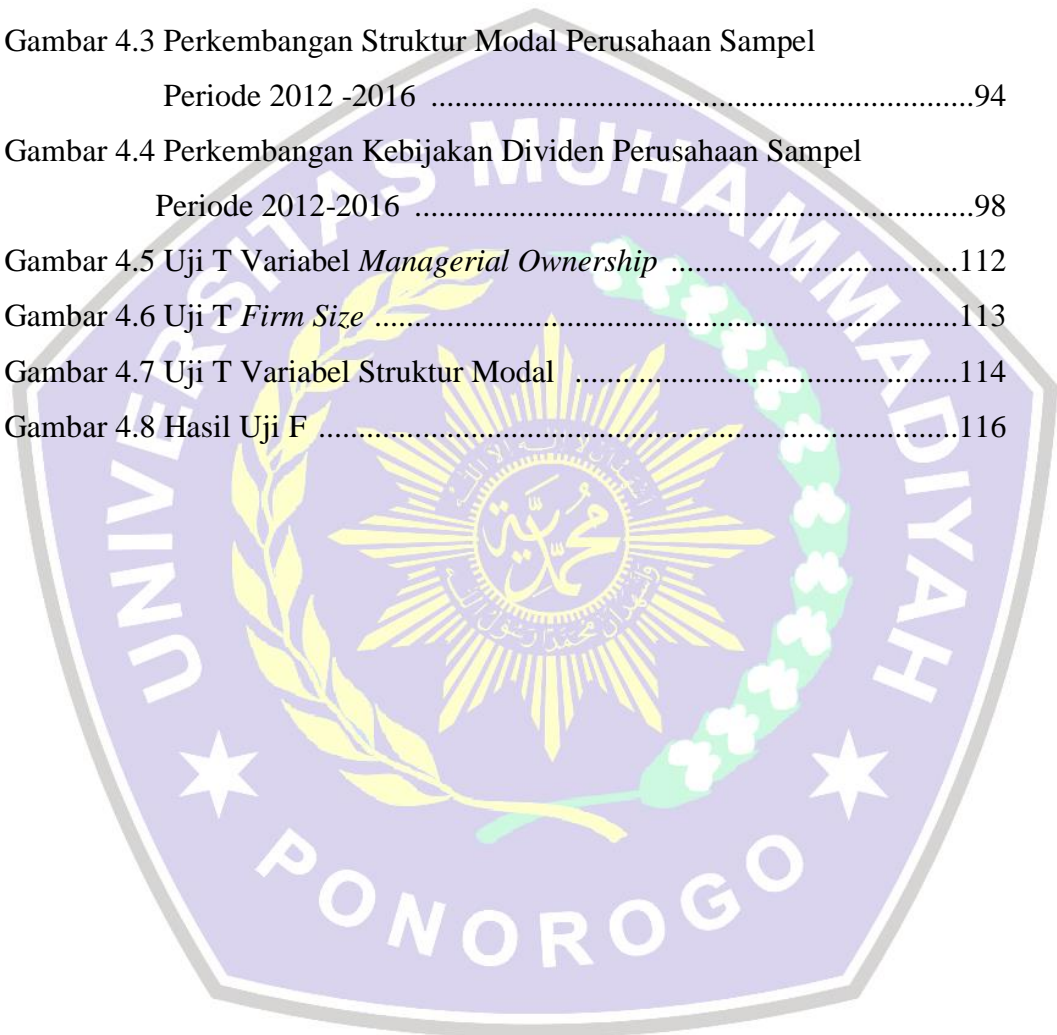 Gambar 4.3 Perkembangan Struktur Modal Perusahaan Sampel
Periode 2012 -2016 ......................................................................94
Gambar 4.4 Perkembangan Kebijakan Dividen Perusahaan Sampel
Periode 2012-2016 ........................................................................98
Gambar 4.5 Uji T Variabel Managerial Ownership .....................................112
Gambar 4.6 Uji T Firm Size ...........................................................................113
Gambar 4.7 Uji T Variabel Struktur Modal .................................................114
Gambar 4.8 Hasil Uji F ..................................................................................116
UNIVERSITAS MUHAMMADIYAH
PONOROGO
محمدية